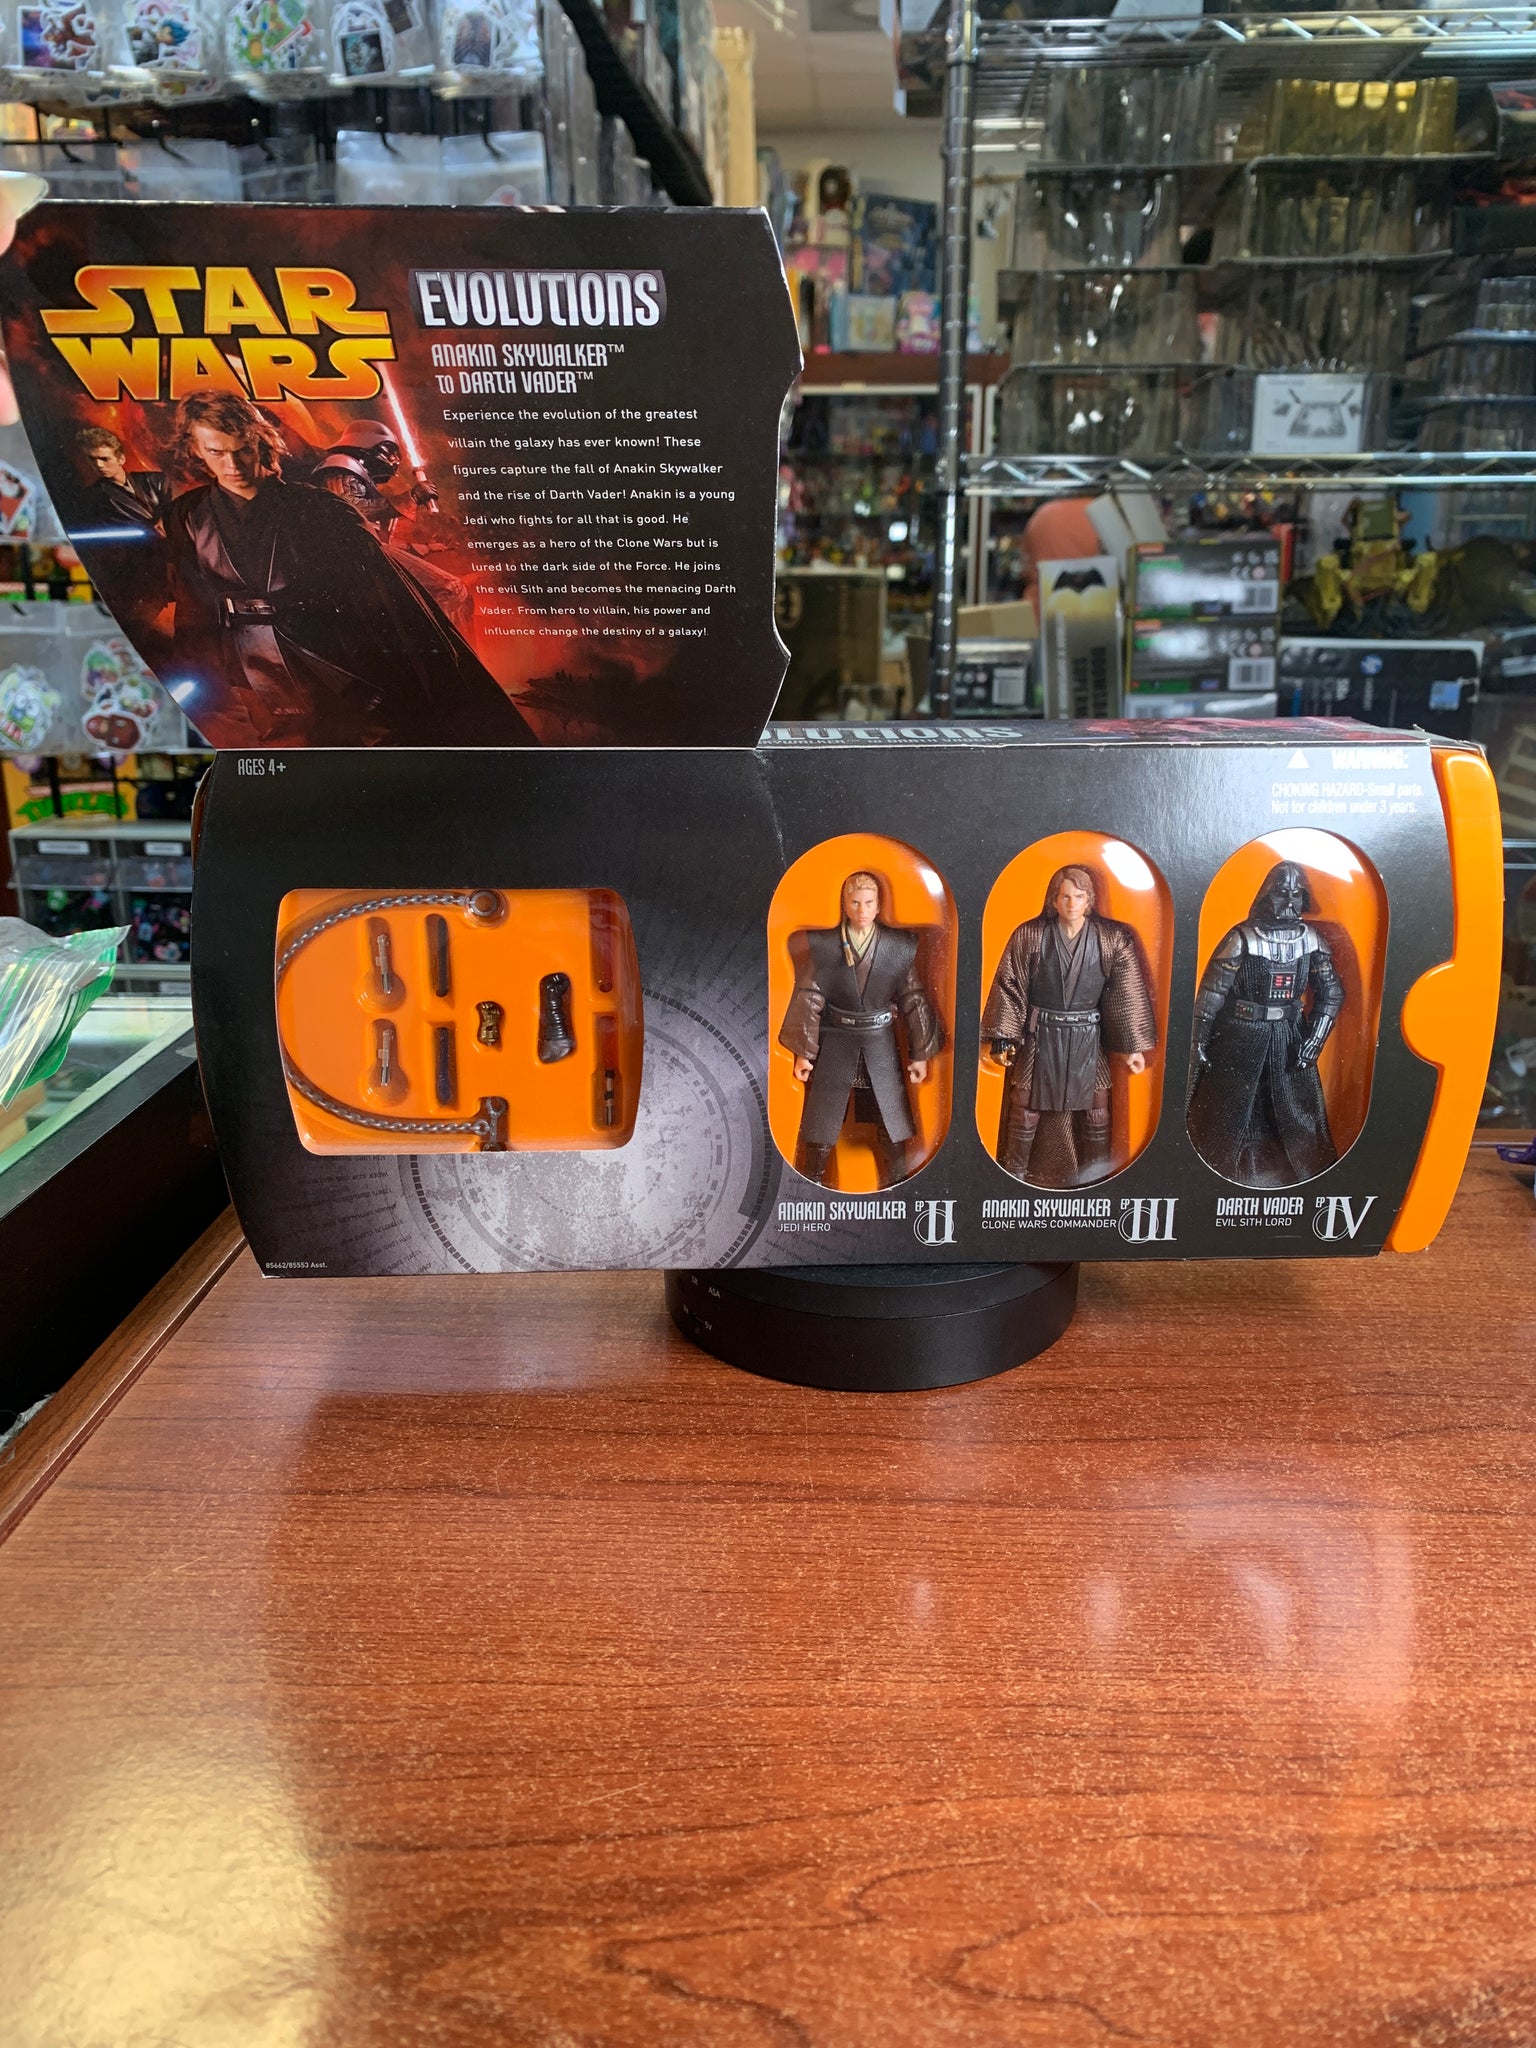 STAR
WARS
EVOLUTIONS
ANAKIN SKYWALKER™
TO DARTH VADER™
Experience the evolution of the greatest
villain the galaxy has ever known! These
figures capture the fall of Anakin Skywalker
and the rise of Darth Vader! Anakin is a young
Jedi who fights for all that is good. He
emerges as a hero of the Clone Wars but is
lured to the dark side of the Force. He joins
the evil Sith and becomes the menacing Darth
Vader. From hero to villain, his power and
influence change the destiny of a galaxy!
AGES 4+
WARNING:
CHOKING HAZARD-Small parts.
Not for children under 3 years.
ANAKIN SKYWALKER
JEDI HERO
EP II
ANAKIN SKYWALKER
CLONE WARS COMMANDER
EP III
DARTH VADER
EVIL SITH LORD
EP IV
85662/85553 Asst.
SR
ASA
SV